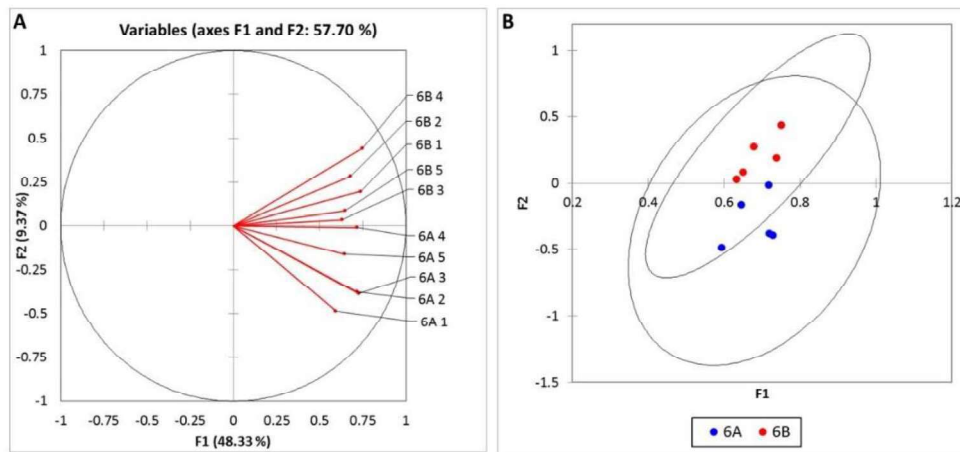 A
Variables (axes F1 and F2: 57.70 %)
1
0.75
0.5
0.25
0
-0.25
-0.5
-0.75
-1
F2 (9.37 %)
6B 4
6B 2
6B 1
6B 5
6B 3
6A 4
6A 5
6A 3
6A 2
6A 1
-1 -0.75 -0.5 -0.25 0 0.25 0.5 0.75 1
F1 (48.33 %)
B
1
0.5
0
-0.5
-1
-1.5
F2
0.2 0.4 0.6 0.8 1 1.2
F1
6A 6B